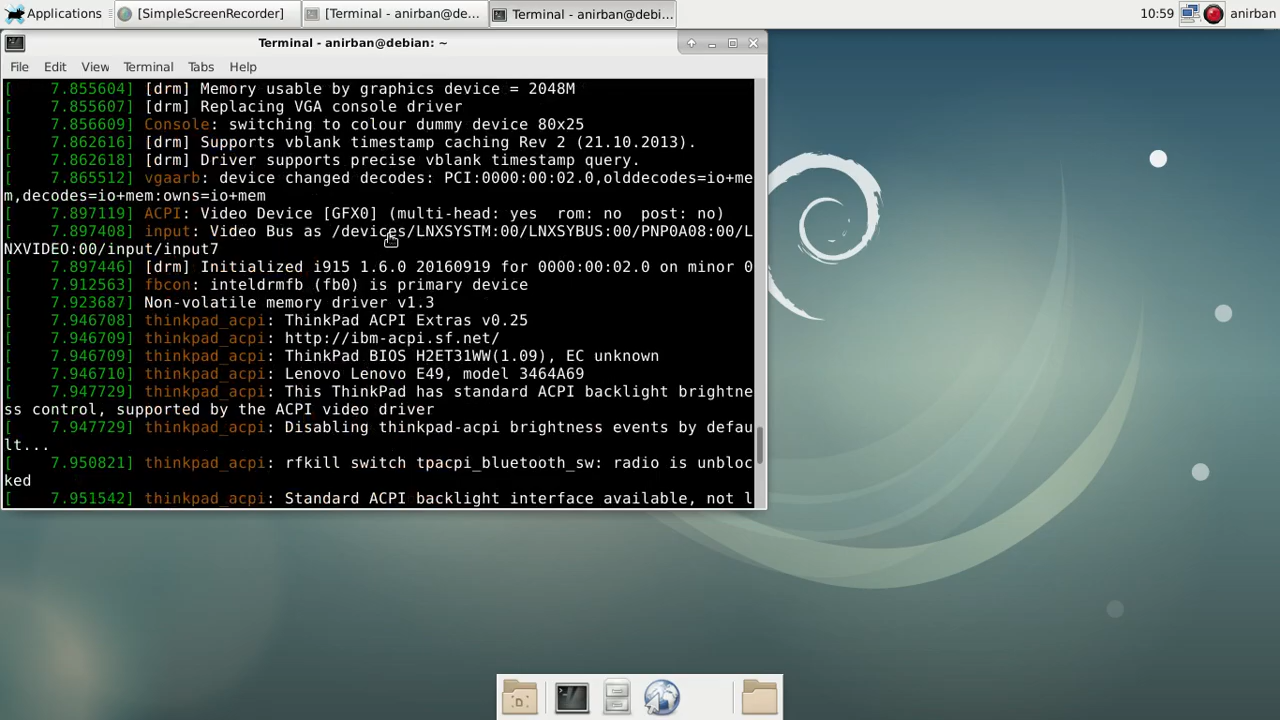 Applications [SimpleScreenRecorder] [Terminal - anirban@de... Terminal - anirban@debi... 10:59 anirban
Terminal - anirban@debian: ~
File Edit View Terminal Tabs Help
[    7.855604] [drm] Memory usable by graphics device = 2048M
[    7.855607] [drm] Replacing VGA console driver
[    7.856609] Console: switching to colour dummy device 80x25
[    7.862616] [drm] Supports vblank timestamp caching Rev 2 (21.10.2013).
[    7.862618] [drm] Driver supports precise vblank timestamp query.
[    7.865512] vgaarb: device changed decodes: PCI:0000:00:02.0,olddecodes=io+me
m,decodes=io+mem:owns=io+mem
[    7.897119] ACPI: Video Device [GFX0] (multi-head: yes  rom: no  post: no)
[    7.897408] input: Video Bus as /devices/LNXSYSTM:00/LNXSYBUS:00/PNP0A08:00/L
NXVIDEO:00/input/input7
[    7.897446] [drm] Initialized i915 1.6.0 20160919 for 0000:00:02.0 on minor 0
[    7.912563] fbcon: inteldrmfb (fb0) is primary device
[    7.923687] Non-volatile memory driver v1.3
[    7.946708] thinkpad_acpi: ThinkPad ACPI Extras v0.25
[    7.946709] thinkpad_acpi: http://ibm-acpi.sf.net/
[    7.946709] thinkpad_acpi: ThinkPad BIOS H2ET31WW(1.09), EC unknown
[    7.946710] thinkpad_acpi: Lenovo Lenovo E49, model 3464A69
[    7.947729] thinkpad_acpi: This ThinkPad has standard ACPI backlight brightne
ss control, supported by the ACPI video driver
[    7.947729] thinkpad_acpi: Disabling thinkpad-acpi brightness events by defau
lt...
[    7.950821] thinkpad_acpi: rfkill switch tpacpi_bluetooth_sw: radio is unbloc
ked
[    7.951542] thinkpad_acpi: Standard ACPI backlight interface available, not l